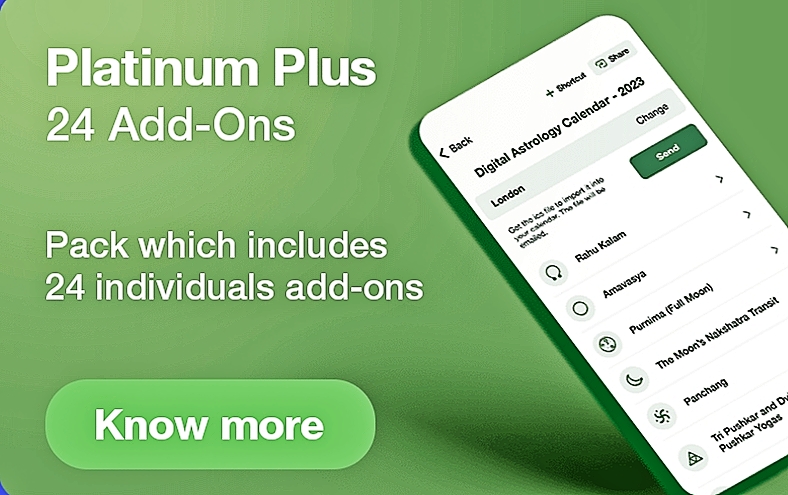 Platinum Plus
24 Add-Ons
Pack which includes
24 individuals add-ons
Know more
Back
+ Shortcut
Share
Digital Astrology Calendar - 2023
London
Change
Get the ics file to import it into
your calendar. The file will be
emailed.
Send
Rahu Kalam
Amavasya
Purnima (Full Moon)
The Moon's Nakshatra Transit
Panchang
Tri Pushkar and
Pushkar Yogas